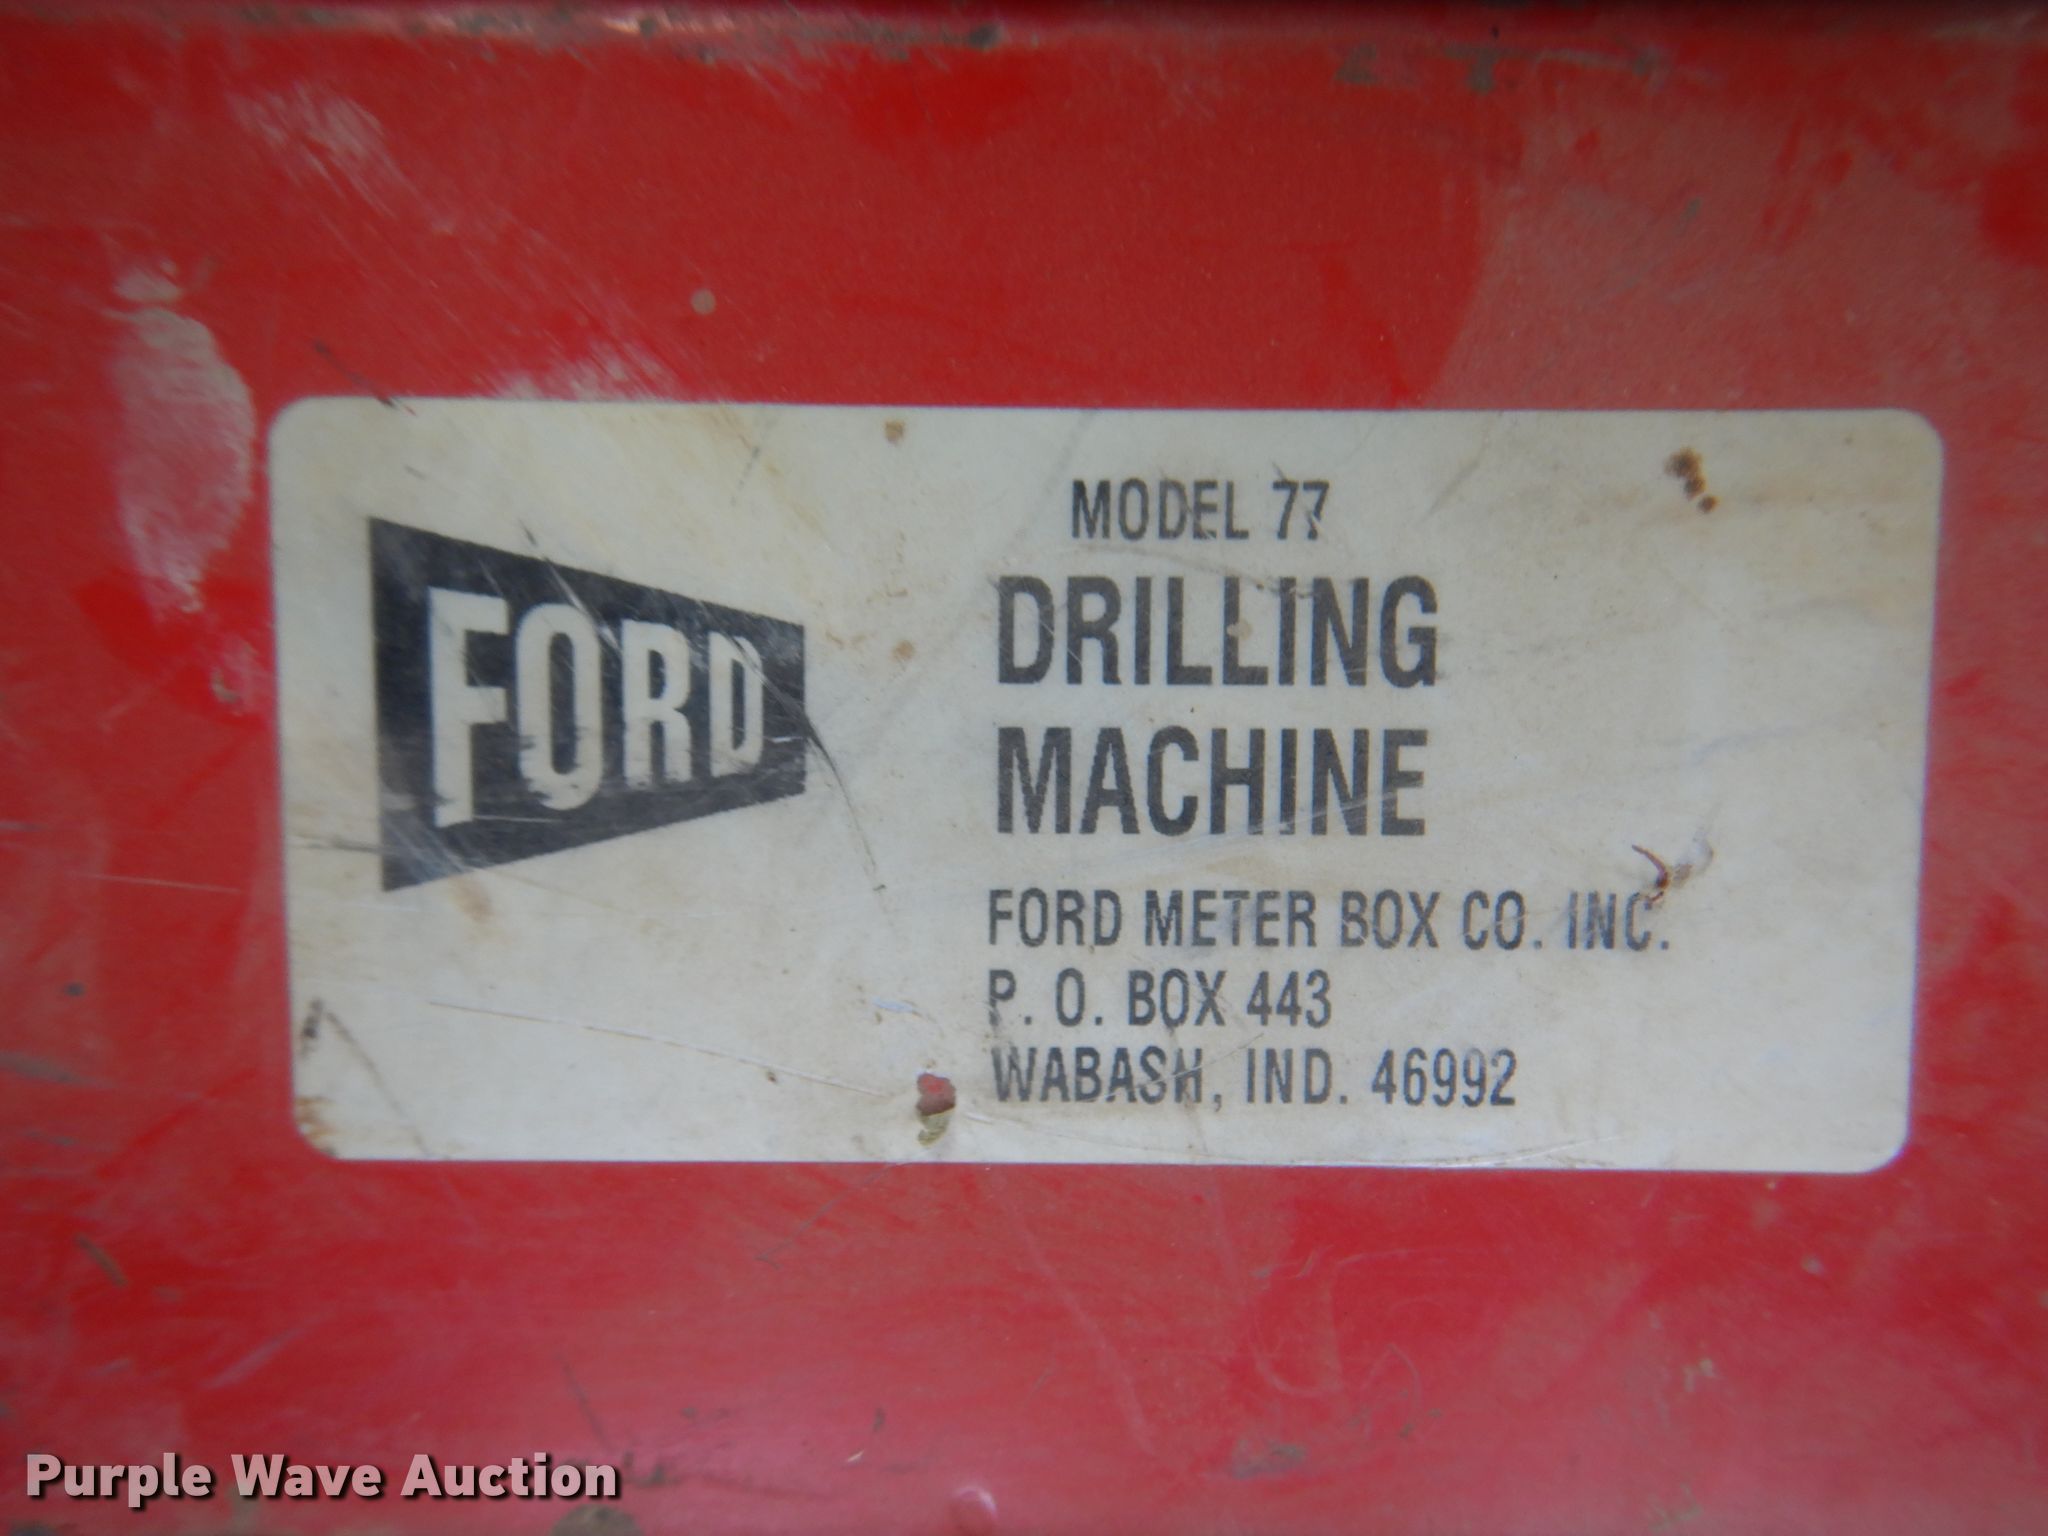 FORD
MODEL 77
DRILLING
MACHINE
FORD METER BOX CO. INC.
P. O. BOX 443
WABASH, IND. 46992
Purple Wave Auction